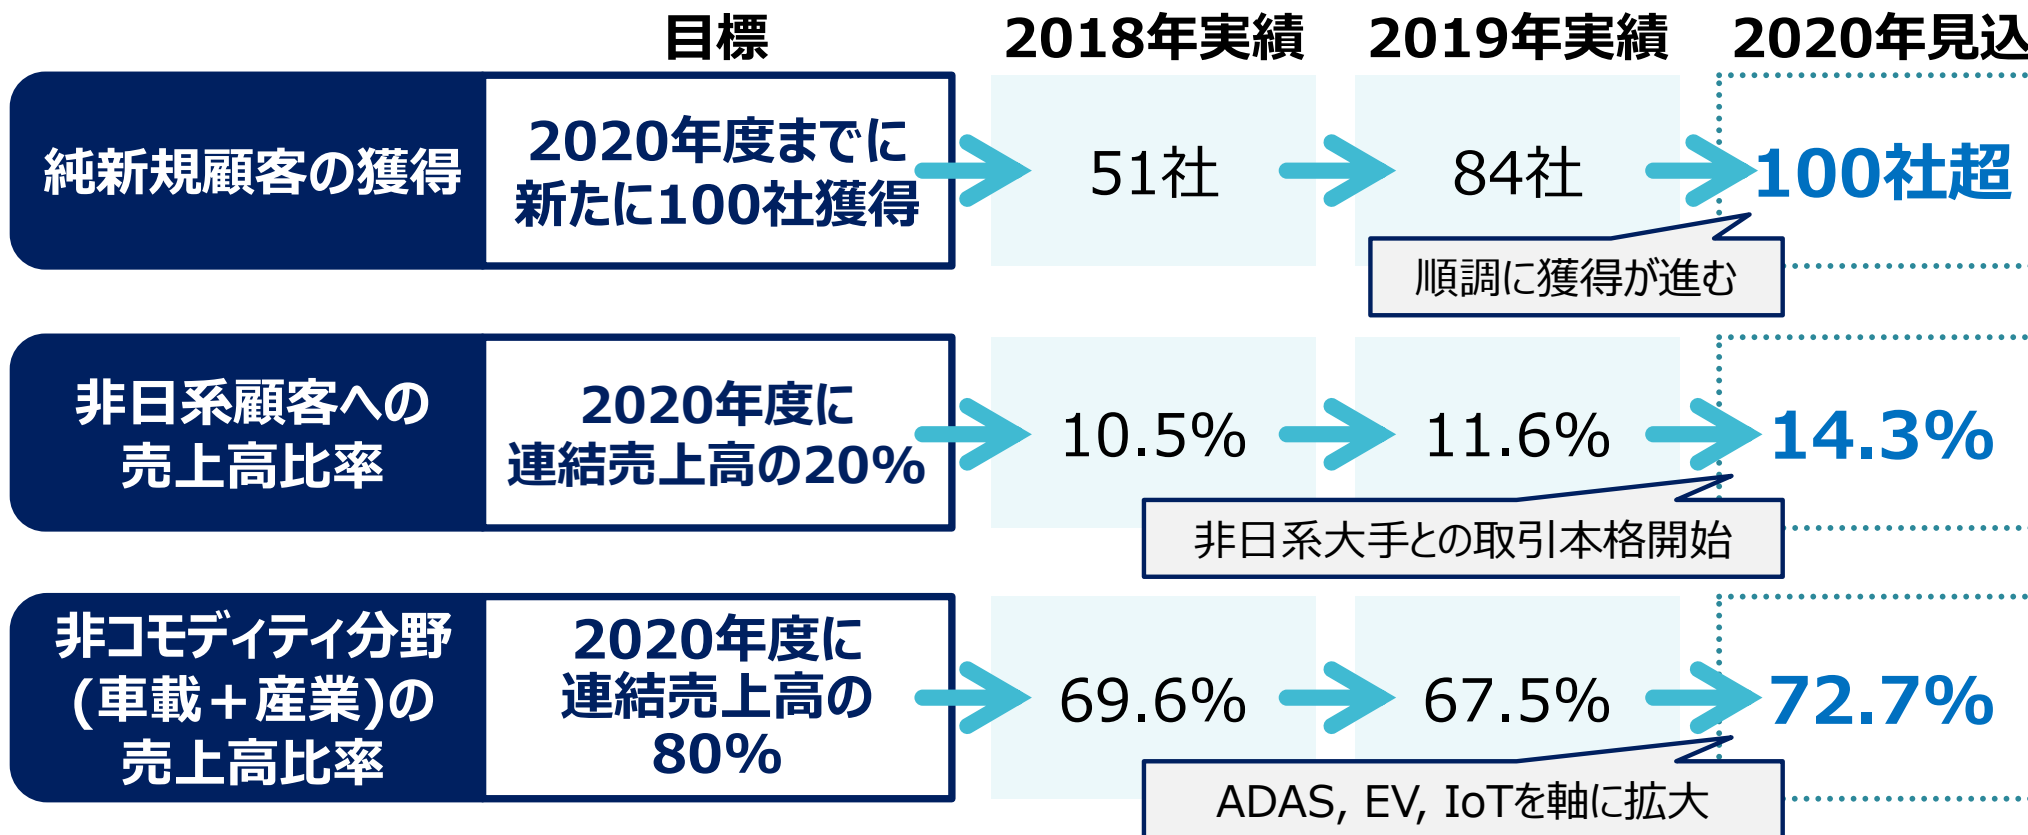 目標
2018年実績
2019年実績
2020年見込
純新規顧客の獲得
2020年度までに
新たに100社獲得
51社
84社
100社超
順調に獲得が進む
非日系顧客への
売上高比率
2020年度に
連結売上高の20%
10.5%
11.6%
14.3%
非日系大手との取引本格開始
非コモディティ分野
(車載＋産業)の
売上高比率
2020年度に
連結売上高の
80%
69.6%
67.5%
72.7%
ADAS, EV, IoTを軸に拡大